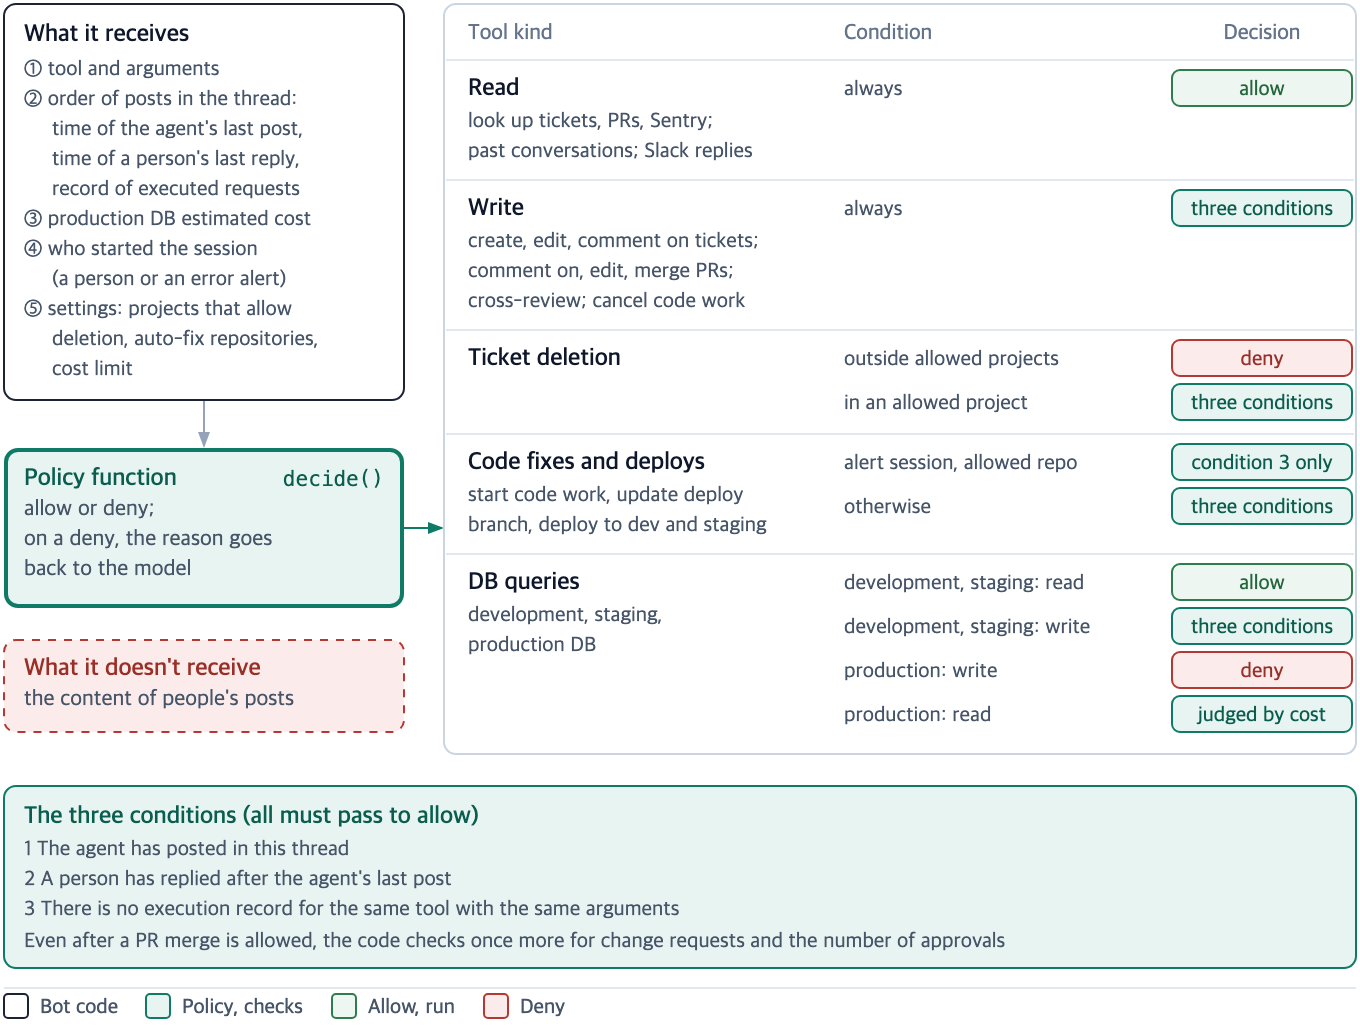 What it receives
① tool and arguments
② order of posts in the thread:
time of the agent's last post,
time of a person's last reply,
record of executed requests
③ production DB estimated cost
④ who started the session
(a person or an error alert)
⑤ settings: projects that allow
deletion, auto-fix repositories,
cost limit
Policy function decide()
allow or deny;
on a deny, the reason goes
back to the model
What it doesn't receive
the content of people's posts
Tool kind Condition Decision
Read always allow
look up tickets, PRs, Sentry;
past conversations; Slack replies
Write always three conditions
create, edit, comment on tickets;
comment on, edit, merge PRs;
cross-review; cancel code work
Ticket deletion outside allowed projects deny
in an allowed project three conditions
Code fixes and deploys alert session, allowed repo condition 3 only
start code work, update deploy otherwise three conditions
branch, deploy to dev and staging
DB queries development, staging: read allow
development, staging, development, staging: write three conditions
production DB
production: write deny
production: read judged by cost
The three conditions (all must pass to allow)
1 The agent has posted in this thread
2 A person has replied after the agent's last post
3 There is no execution record for the same tool with the same arguments
Even after a PR merge is allowed, the code checks once more for change requests and the number of approvals
Bot code Policy, checks Allow, run Deny